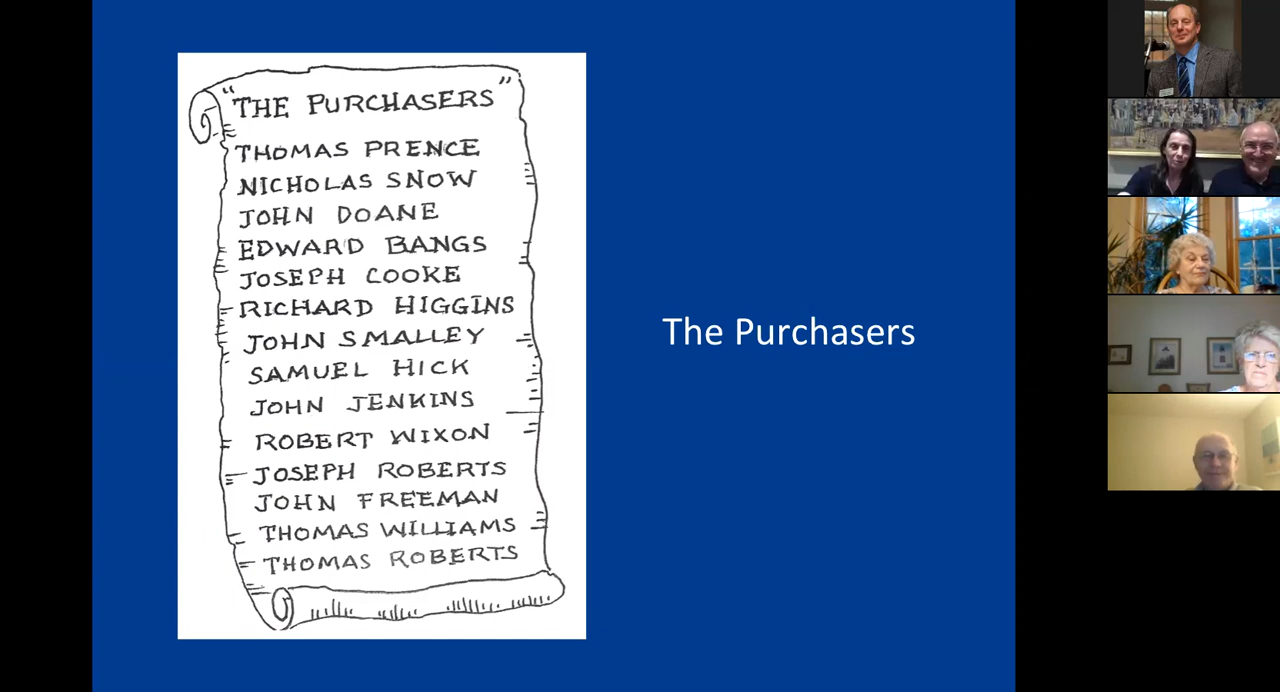 "THE PURCHASERS"
THOMAS PRENCE
NICHOLAS SNOW
JOHN DOANE
EDWARD BANGS
JOSEPH COOKE
RICHARD HIGGINS
JOHN SMALLEY
SAMUEL HICK
JOHN JENKINS
ROBERT WIXON
JOSEPH ROBERTS
JOHN FREEMAN
THOMAS WILLIAMS
THOMAS ROBERTS
The Purchasers